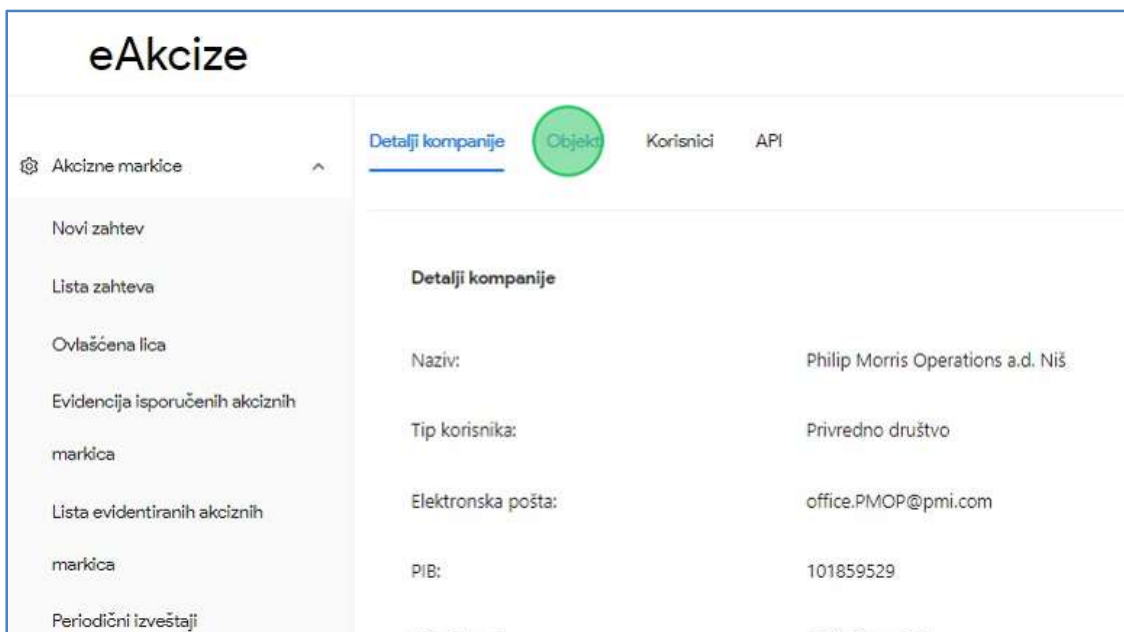 eAkcize
Detalji kompanije Objekti Korisnici API
Akcizne markice
Novi zahtev
Lista zahteva
Ovlašćena lica
Evidencija isporučenih akciznih
markica
Lista evidentiranih akciznih
markica
Periodični izveštaji
Detalji kompanije
Naziv: Philip Morris Operations a.d. Niš
Tip korisnika: Privredno društvo
Elektronska pošta: office.PMOP@pmi.com
PIB: 101859529